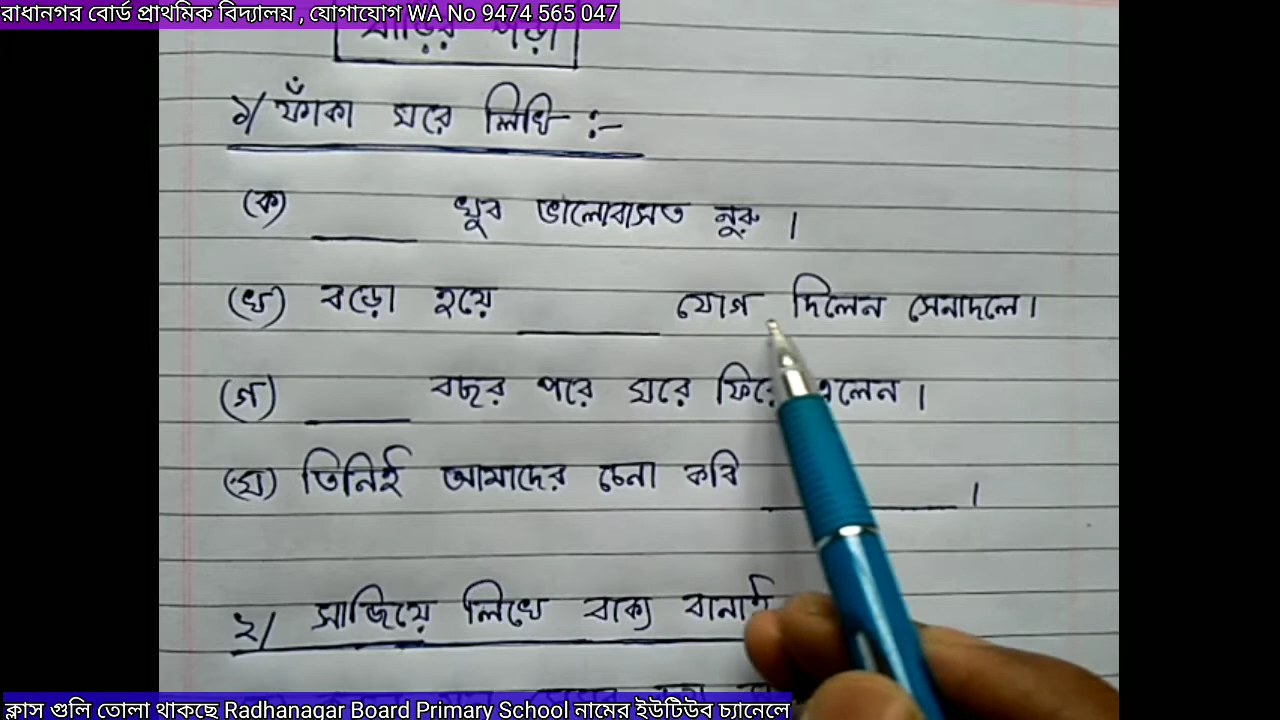 রাধানগর বোর্ড প্রাথমিক বিদ্যালয় , যোগাযোগ WA No 9474 565 047
বাড়ির পড়া
১/ ফাঁকা ঘরে লিখি :-
(ক) ______ খুব ভালোবাসত নুরু ।
(খ) বড়ো হয়ে ______ যোগ দিলেন সেনাদলে।
(গ) ______ বছর পরে ঘরে ফিরে এলেন ।
(ঘ) তিনিই আমাদের চেনা কবি ______ ।
২/ সাজিয়ে লিখে বাক্য বানাই
ক্লাস গুলি তোলা থাকছে Radhanagar Board Primary School নামের ইউটিউব চ্যানেলে